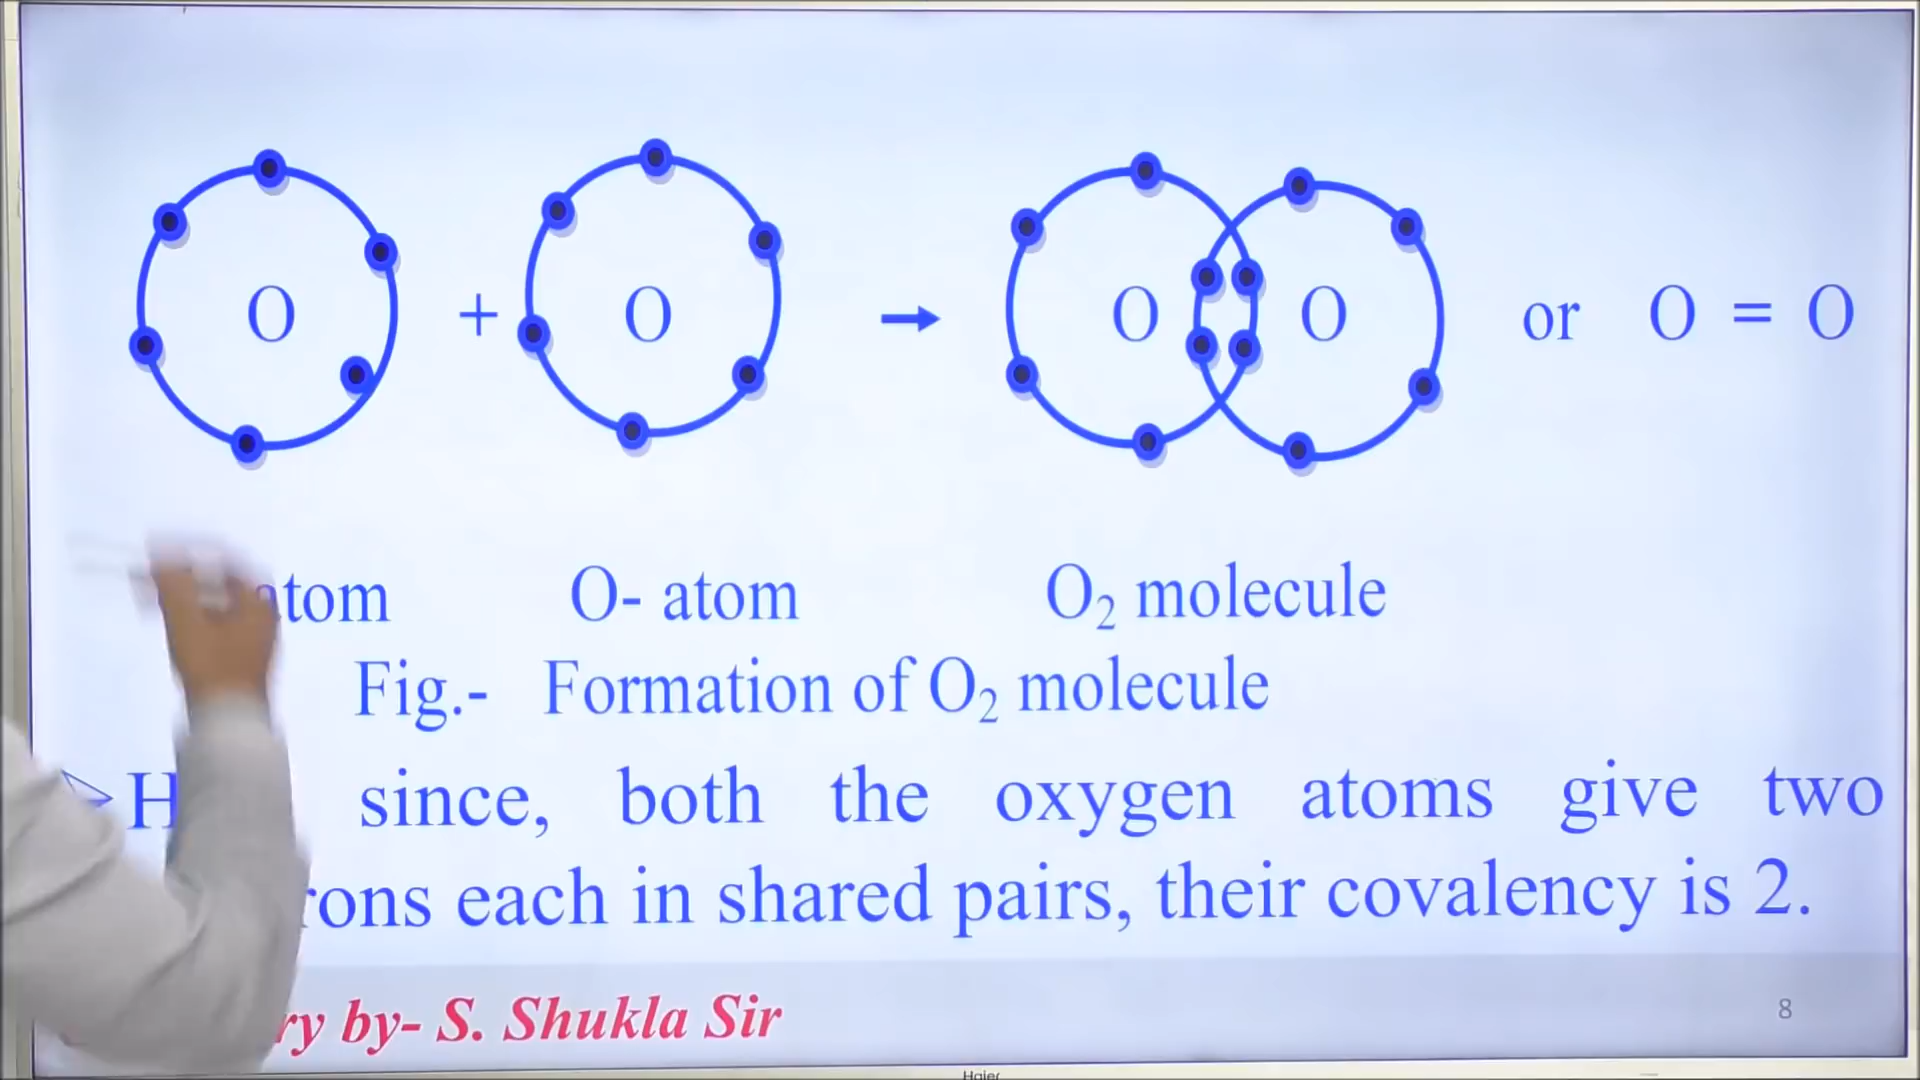 O + O → O O or O = O
atom O- atom O₂ molecule
Fig.- Formation of O₂ molecule
since, both the oxygen atoms give two
each in shared pairs, their covalency is 2.
by- S. Shukla Sir
8
Haier